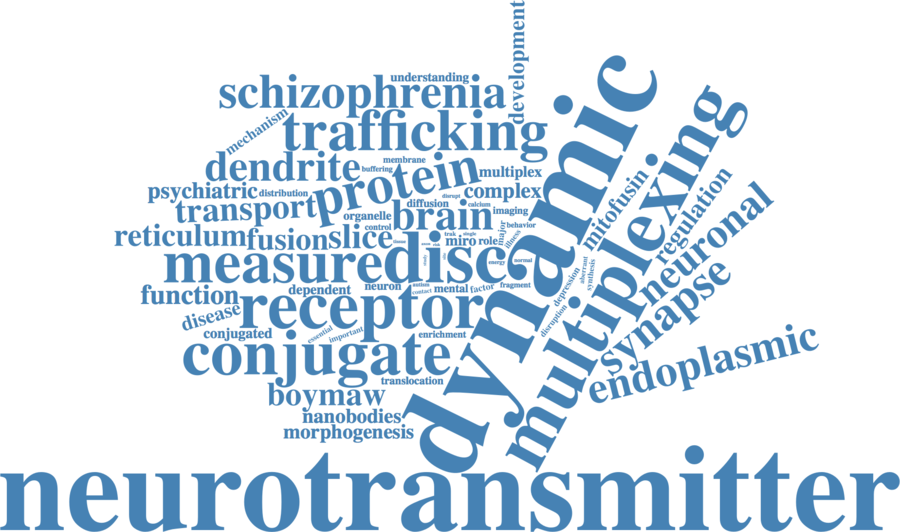 development
understanding
schizophrenia
mechanism
trafficking
dynamic
multiplexing
membrane
dendrite
buffering
protein
multiplex
psychiatric
distribution
disrupt
complex
mitofusin
regulation
transport
organelle
diffusion
calcium
imaging
brain
neuronal
control
major
behavior
reticulum
fusion
slice
tissue
trak
single
miro
role
illness
measure
disc
energy
normal
aberrant
synthesis
synapse
function
dependent
neuron
autism
contact
mental
factor
fragment
depression
receptor
disease
disruption
conjugated
essential
important
enrichment
conjugate
translocation
endoplasmic
boymaw
nanobodies
morphogenesis
neurotransmitter